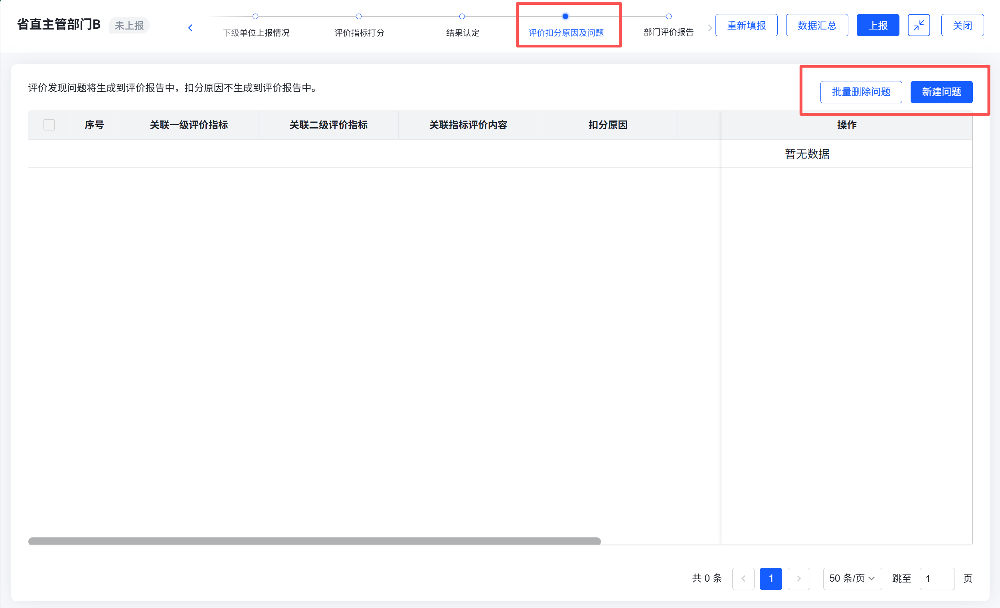 省直主管部门B
未上报
下级单位上报情况
评价指标打分
结果认定
评价扣分原因及问题
部门评价报告
重新填报
数据汇总
上报
关闭
评价发现问题将生成到评价报告中，扣分原因不生成到评价报告中。
批量删除问题
新建问题
序号
关联一级评价指标
关联二级评价指标
关联指标评价内容
扣分原因
操作
暂无数据
共 0 条
1
50 条/页
跳至
1
页